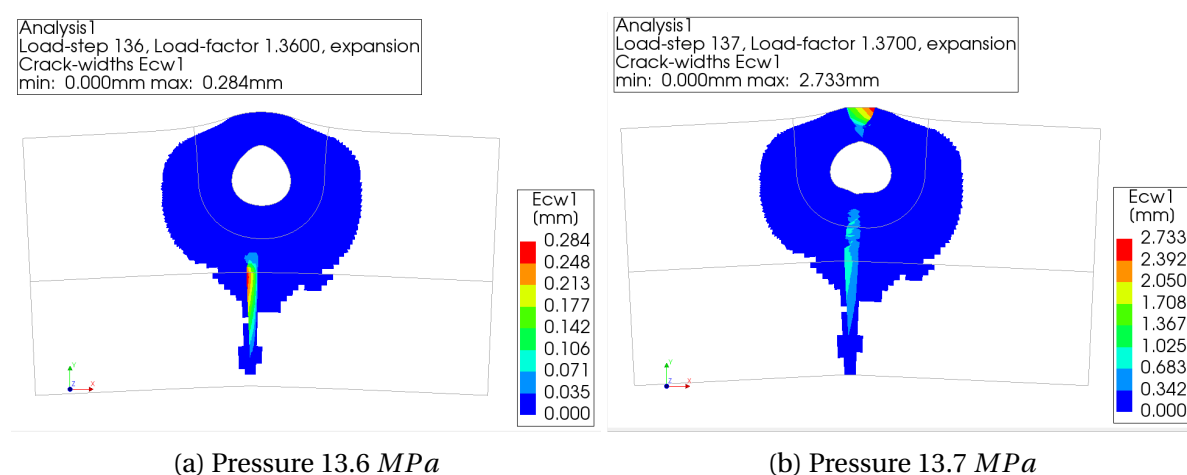 Analysis1
Load-step 136, Load-factor 1.3600, expansion
Crack-widths Ecw1
min: 0.000mm max: 0.284mm
Ecw1
(mm)
0.284
0.248
0.213
0.177
0.142
0.106
0.071
0.035
0.000
Y
Z
X
(a) Pressure 13.6 MPa
Analysis1
Load-step 137, Load-factor 1.3700, expansion
Crack-widths Ecw1
min: 0.000mm max: 2.733mm
Ecw1
(mm)
2.733
2.392
2.050
1.708
1.367
1.025
0.683
0.342
0.000
Y
Z
X
(b) Pressure 13.7 MPa